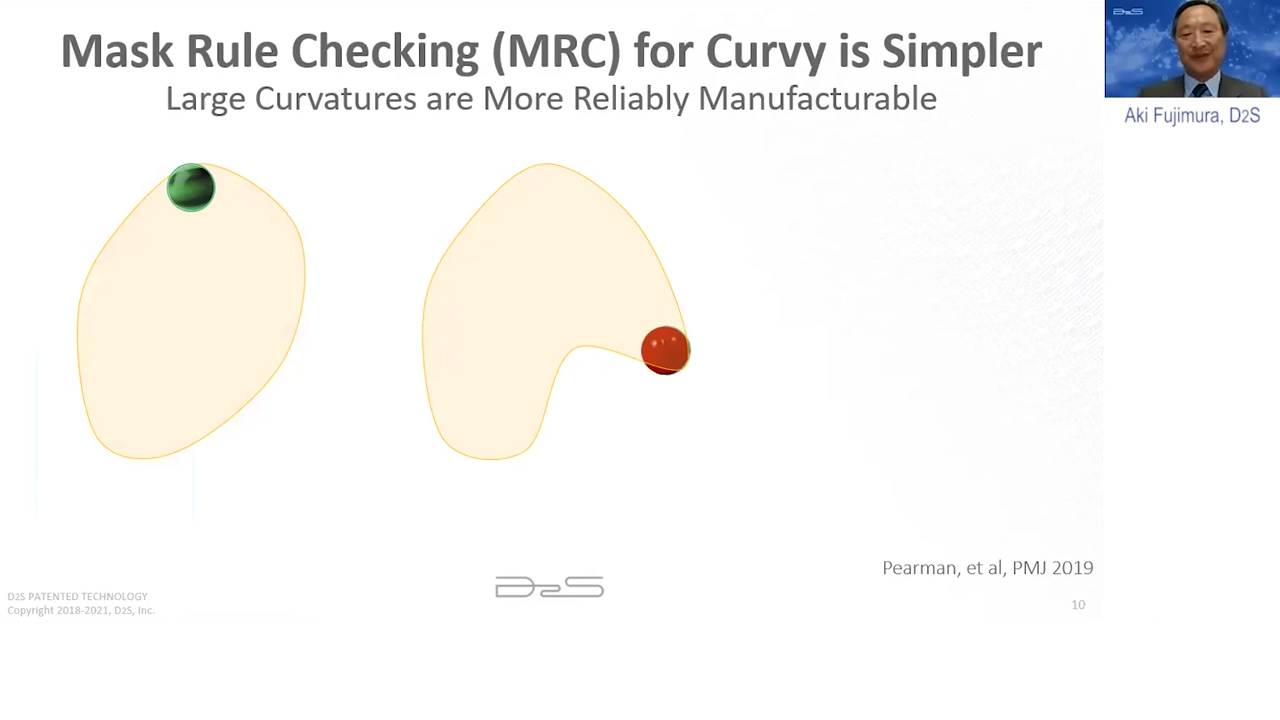 Mask Rule Checking (MRC) for Curvy is Simpler
Large Curvatures are More Reliably Manufacturable
D2S
Aki Fujimura, D2S
Pearman, et al, PMJ 2019
D2S
D2S PATENTED TECHNOLOGY
Copyright 2018-2021, D2S, Inc.
10